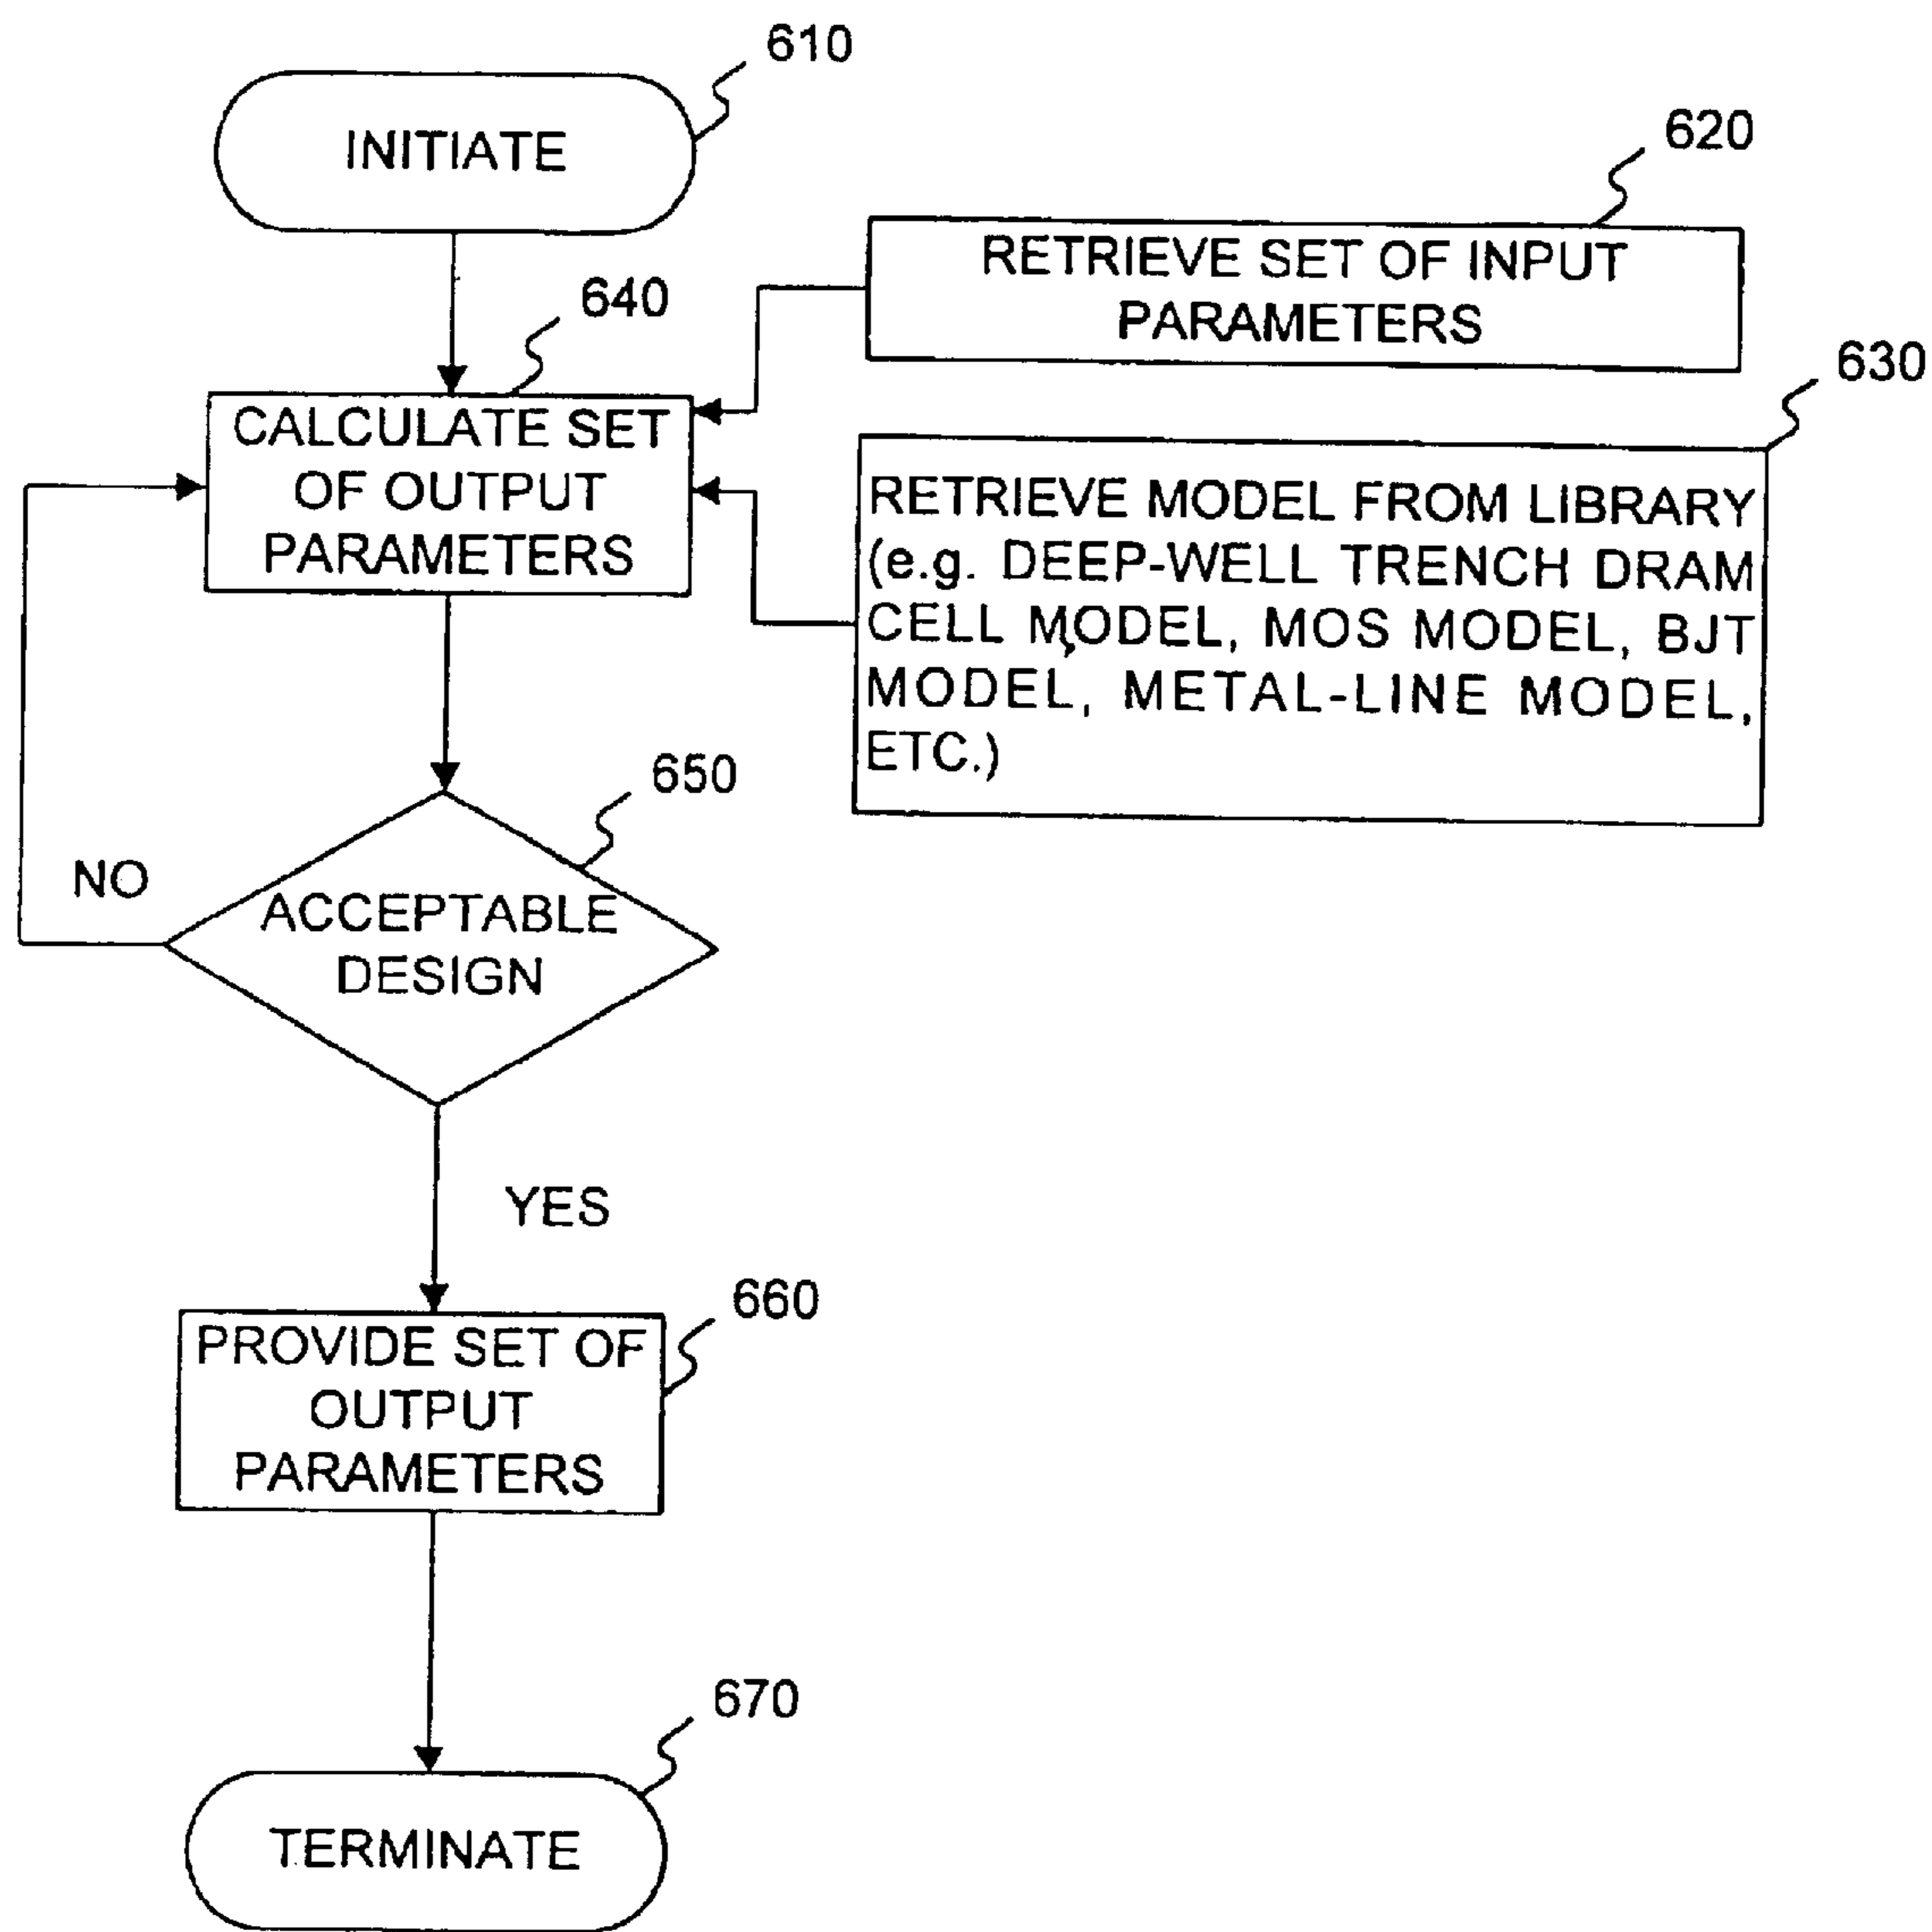 610
INITIATE
620
RETRIEVE SET OF INPUT
PARAMETERS
640
CALCULATE SET
OF OUTPUT
PARAMETERS
630
RETRIEVE MODEL FROM LIBRARY
(e.g. DEEP-WELL TRENCH DRAM
CELL MODEL, MOS MODEL, BJT
MODEL, METAL-LINE MODEL,
ETC.)
650
NO
ACCEPTABLE
DESIGN
YES
660
PROVIDE SET OF
OUTPUT
PARAMETERS
670
TERMINATE